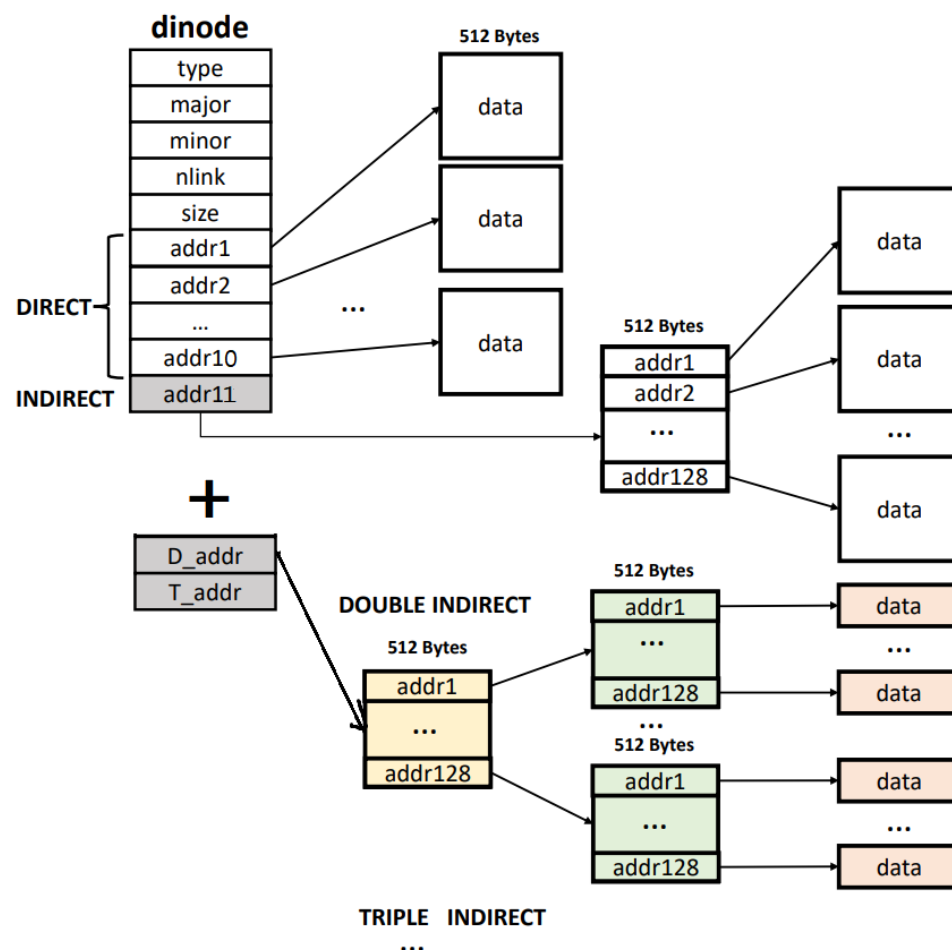 dinode
type
major
minor
nlink
size
addr1
addr2
...
addr10
addr11
DIRECT
INDIRECT
512 Bytes
data
data
...
data
512 Bytes
addr1
addr2
...
addr128
data
data
...
data
+
D_addr
T_addr
DOUBLE INDIRECT
512 Bytes
addr1
...
addr128
512 Bytes
addr1
...
addr128
...
512 Bytes
addr1
...
addr128
data
...
data
data
...
data
TRIPLE INDIRECT
...